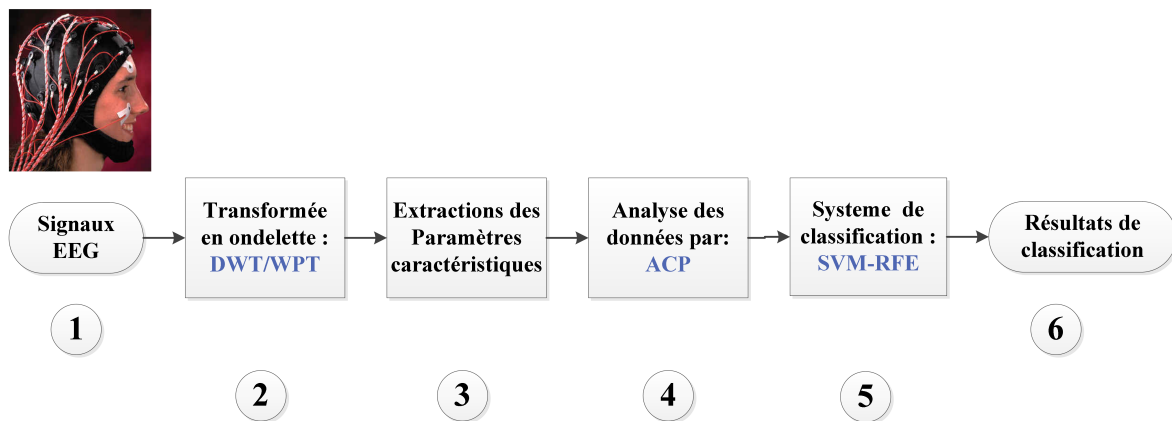 Signaux
EEG
Transformée
en ondelette :
DWT/WPT
Extractions des
Paramètres
caractéristiques
Analyse des
données par:
ACP
Systeme de
classification :
SVM-RFE
Résultats de
classification
1
2
3
4
5
6